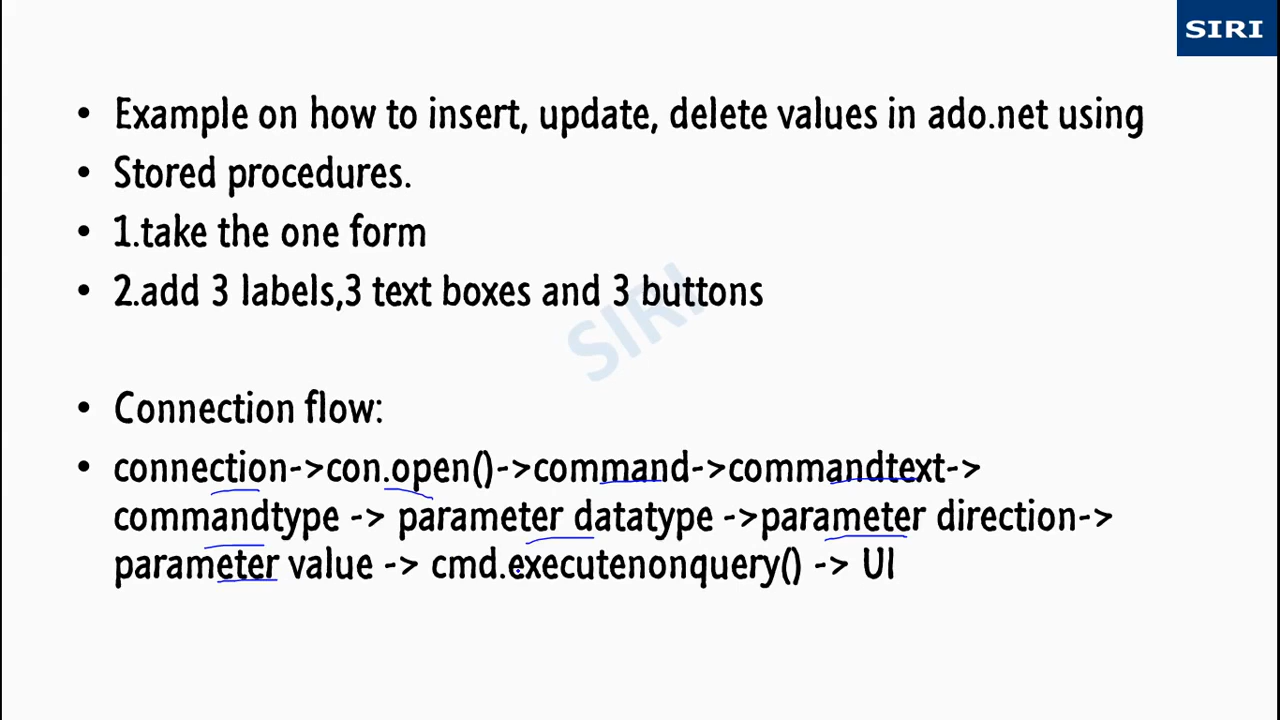 SIRI
• Example on how to insert, update, delete values in ado.net using
• Stored procedures.
• 1.take the one form
• 2.add 3 labels,3 text boxes and 3 buttons
SIRI
• Connection flow:
• connection->con.open()->command->commandtext->
commandtype -> parameter datatype ->parameter direction->
parameter value -> cmd.executenonquery() -> UI